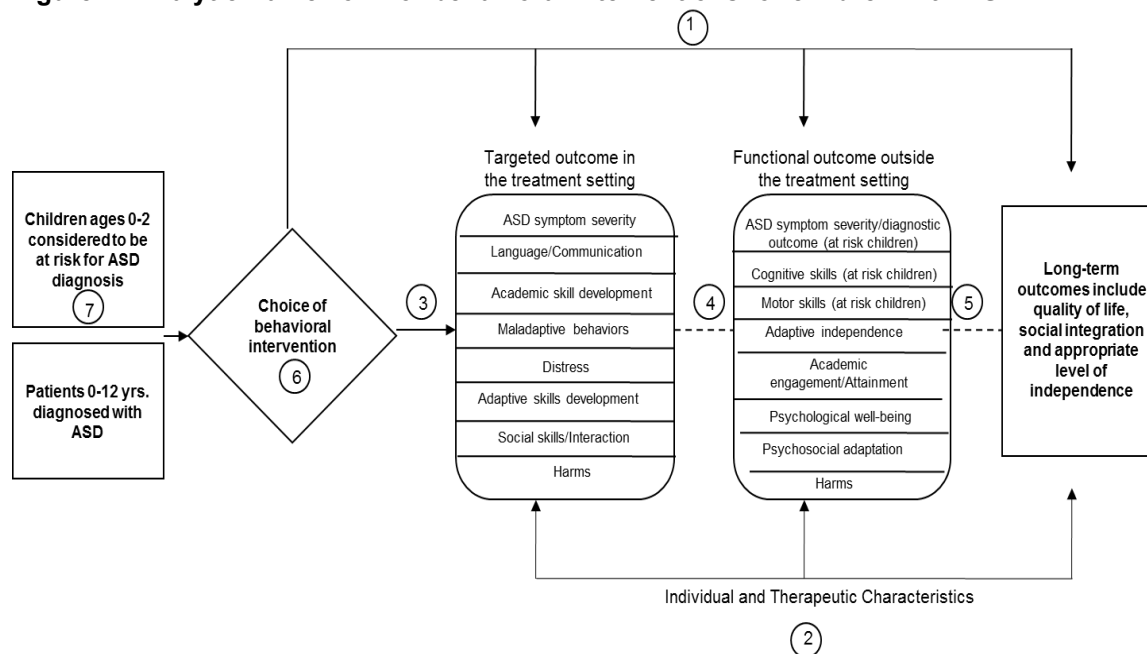 1
Targeted outcome in
the treatment setting
Functional outcome outside
the treatment setting
Children ages 0-2
considered to be
at risk for ASD
diagnosis
7
Patients 0-12 yrs.
diagnosed with
ASD
Choice of
behavioral
intervention
6
3
ASD symptom severity
Language/Communication
Academic skill development
Maladaptive behaviors
Distress
Adaptive skills development
Social skills/Interaction
Harms
4
ASD symptom severity/diagnostic
outcome (at risk children)
Cognitive skills (at risk children)
Motor skills (at risk children)
Adaptive independence
Academic
engagement/Attainment
Psychological well-being
Psychosocial adaptation
Harms
5
Long-term
outcomes include
quality of life,
social integration
and appropriate
level of
independence
Individual and Therapeutic Characteristics
2